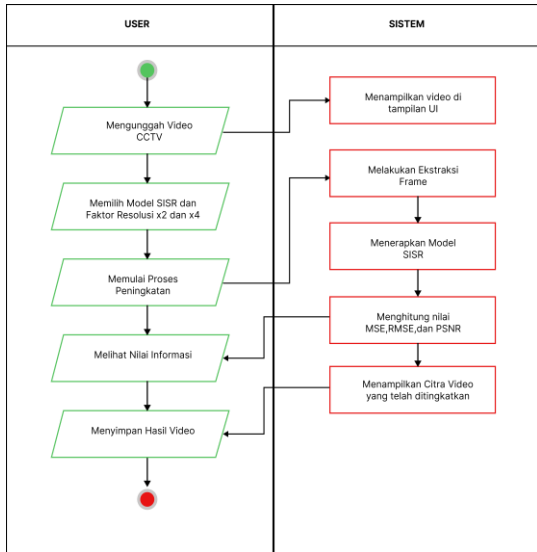 USER
SISTEM
Mengunggah Video
CCTV
Menampilkan video di
tampilan UI
Memilih Model SISR dan
Faktor Resolusi x2 dan x4
Melakukan Ekstraksi
Frame
Menerapkan Model
SISR
Memulai Proses
Peningkatan
Menghitung nilai
MSE,RMSE,dan PSNR
Melihat Nilai Informasi
Menampilkan Citra Video
yang telah ditingkatkan
Menyimpan Hasil Video